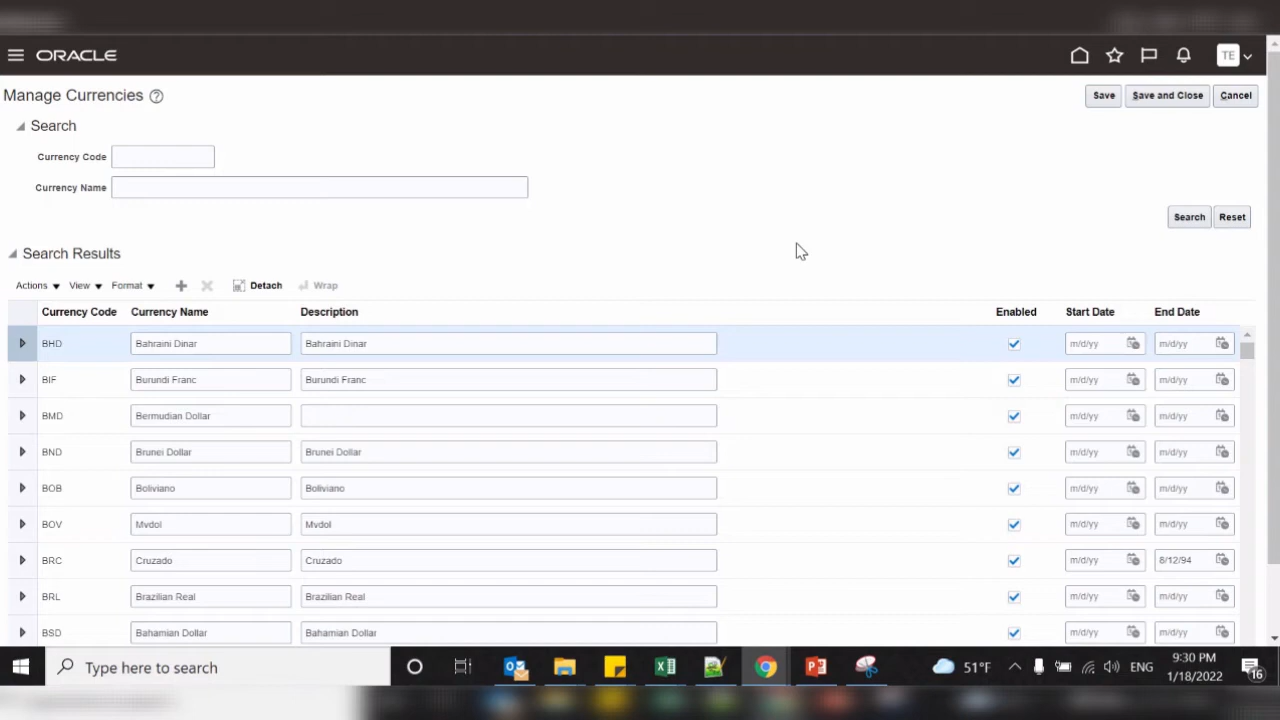 ORACLE
TE
Manage Currencies
Save
Save and Close
Cancel
Search
Currency Code
Currency Name
Search
Reset
Search Results
Actions View Format Detach Wrap
Currency Code Currency Name Description Enabled Start Date End Date
BHD Bahraini Dinar Bahraini Dinar m/d/yy m/d/yy
BIF Burundi Franc Burundi Franc m/d/yy m/d/yy
BMD Bermudian Dollar m/d/yy m/d/yy
BND Brunei Dollar Brunei Dollar m/d/yy m/d/yy
BOB Boliviano Boliviano m/d/yy m/d/yy
BOV Mvdol Mvdol m/d/yy m/d/yy
BRC Cruzado Cruzado m/d/yy 8/12/94
BRL Brazilian Real Brazilian Real m/d/yy m/d/yy
BSD Bahamian Dollar Bahamian Dollar m/d/yy m/d/yy
Type here to search
51°F
ENG
9:30 PM
1/18/2022
16